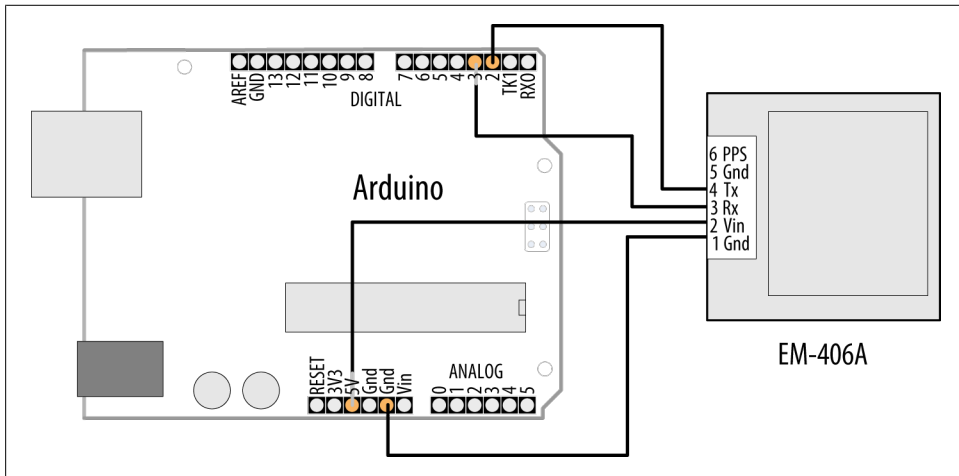 AREF
GND
13
12
11
10
9
8
7
6
5
4
3
2
TK1
RX0
DIGITAL
Arduino
6 PPS
5 Gnd
4 Tx
3 Rx
2 Vin
1 Gnd
EM-406A
RESET
3V3
5V
Gnd
Gnd
Vin
ANALOG
0
1
2
3
4
5